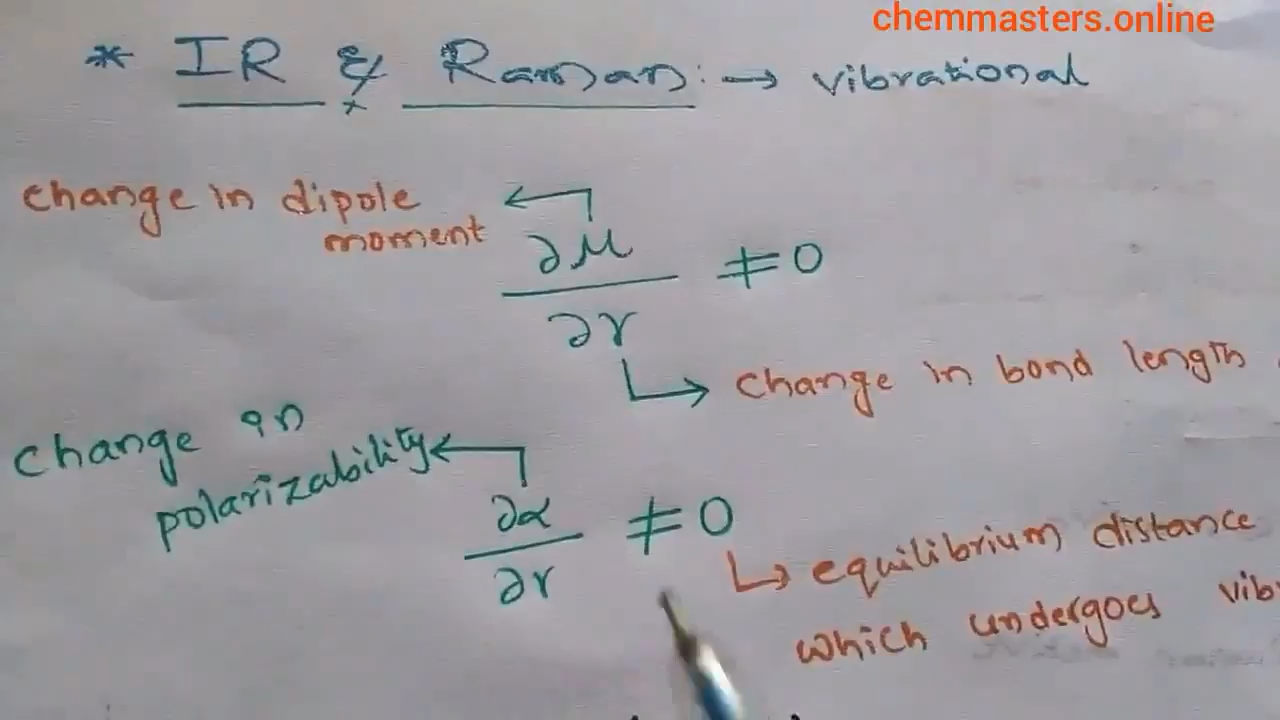 chemmasters.online
* IR & Raman: → vibrational
change in dipole
moment
∂μ
∂r
≠ 0
change in bond length
change in
polarizability
∂α
∂r
≠ 0
equilibrium distance
which undergoes vib